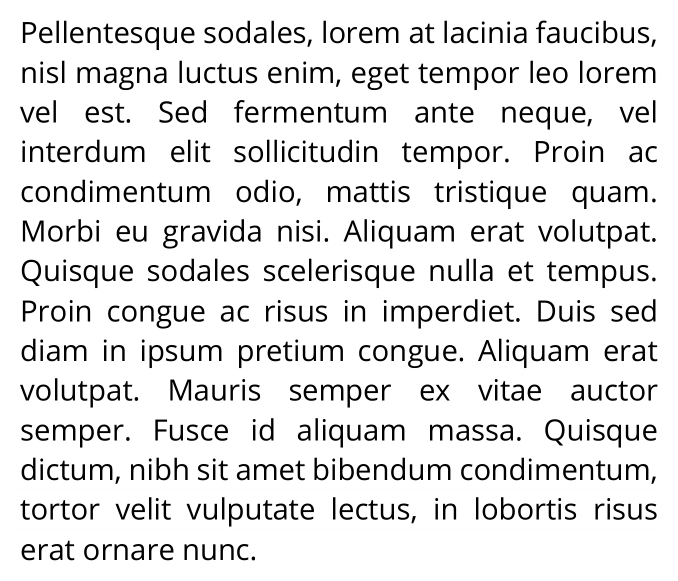 Pellentesque sodales, lorem at lacinia faucibus,
nisl magna luctus enim, eget tempor leo lorem
vel est. Sed fermentum ante neque, vel
interdum elit sollicitudin tempor. Proin ac
condimentum odio, mattis tristique quam.
Morbi eu gravida nisi. Aliquam erat volutpat.
Quisque sodales scelerisque nulla et tempus.
Proin congue ac risus in imperdiet. Duis sed
diam in ipsum pretium congue. Aliquam erat
volutpat. Mauris semper ex vitae auctor
semper. Fusce id aliquam massa. Quisque
dictum, nibh sit amet bibendum condimentum,
tortor velit vulputate lectus, in lobortis risus
erat ornare nunc.